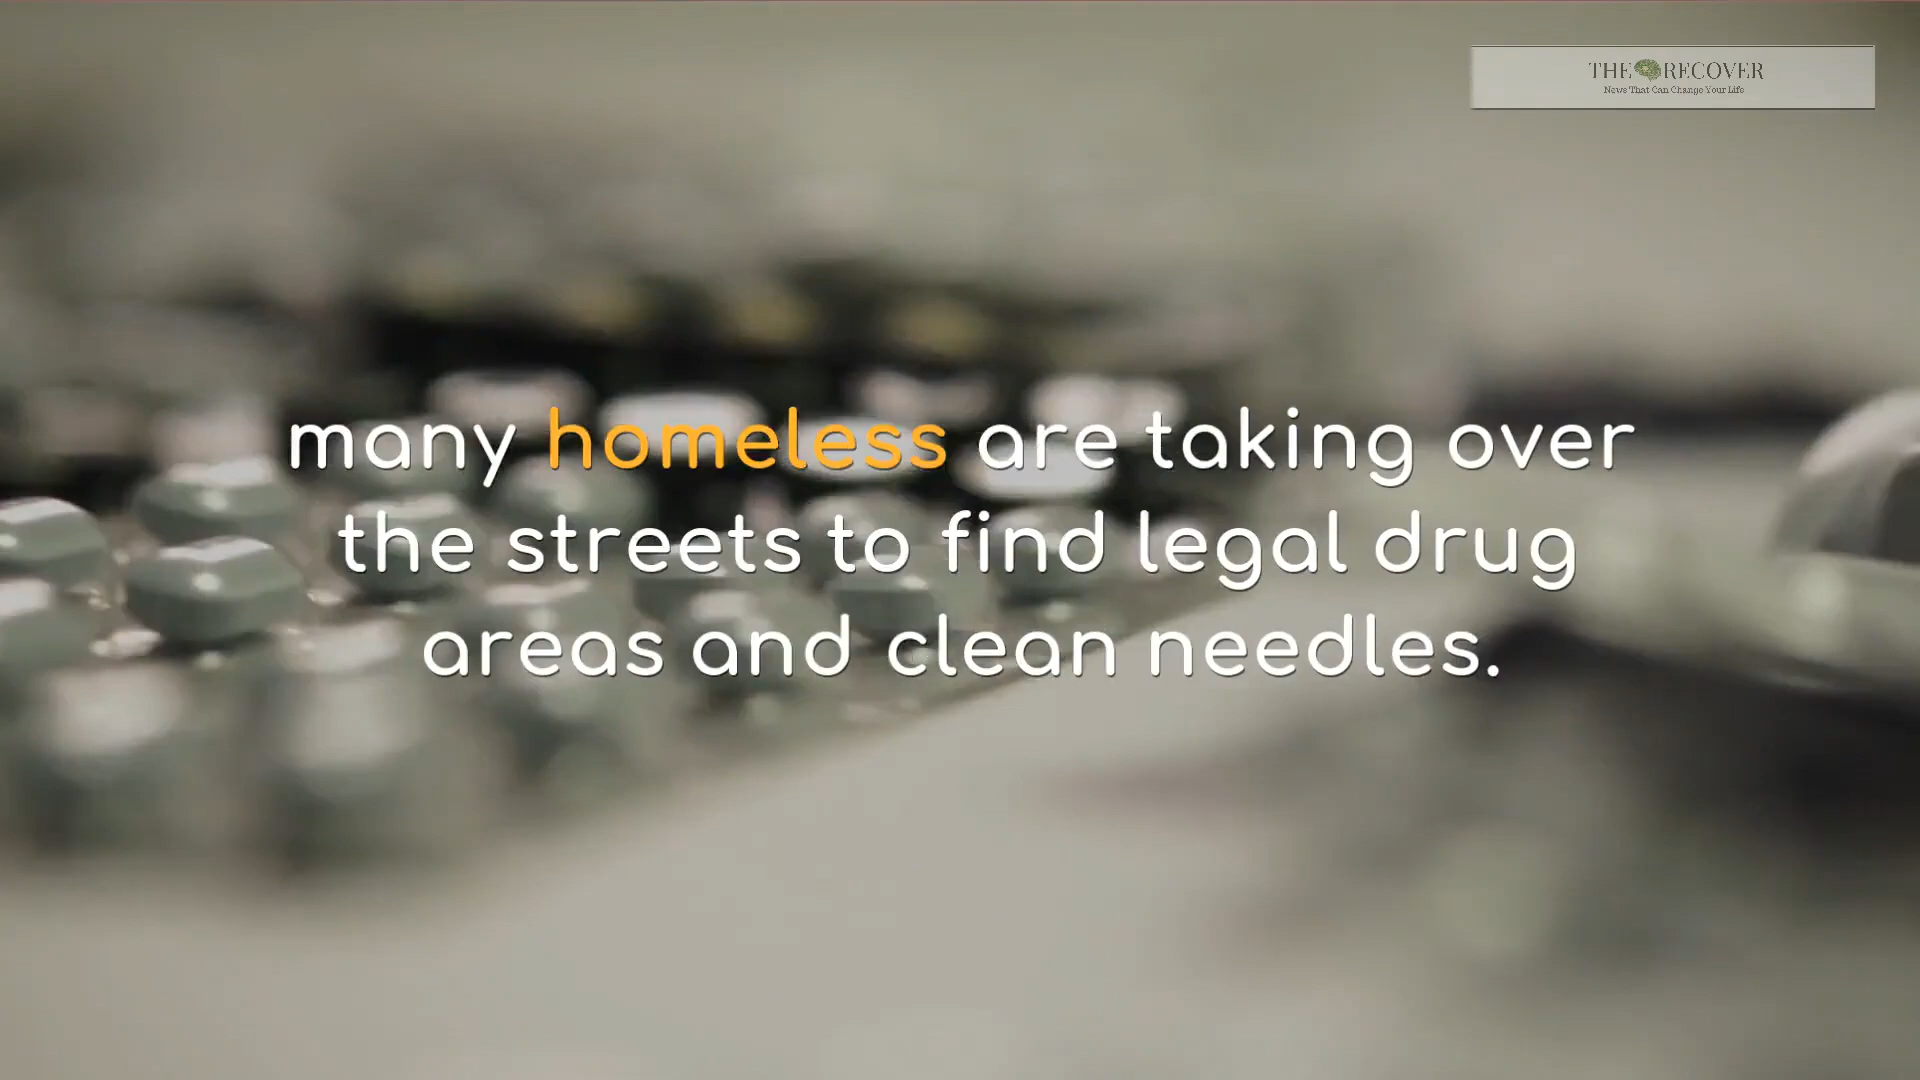 THE RECOVER
News That Can Change Your Life
many homeless are taking over
the streets to find legal drug
areas and clean needles.